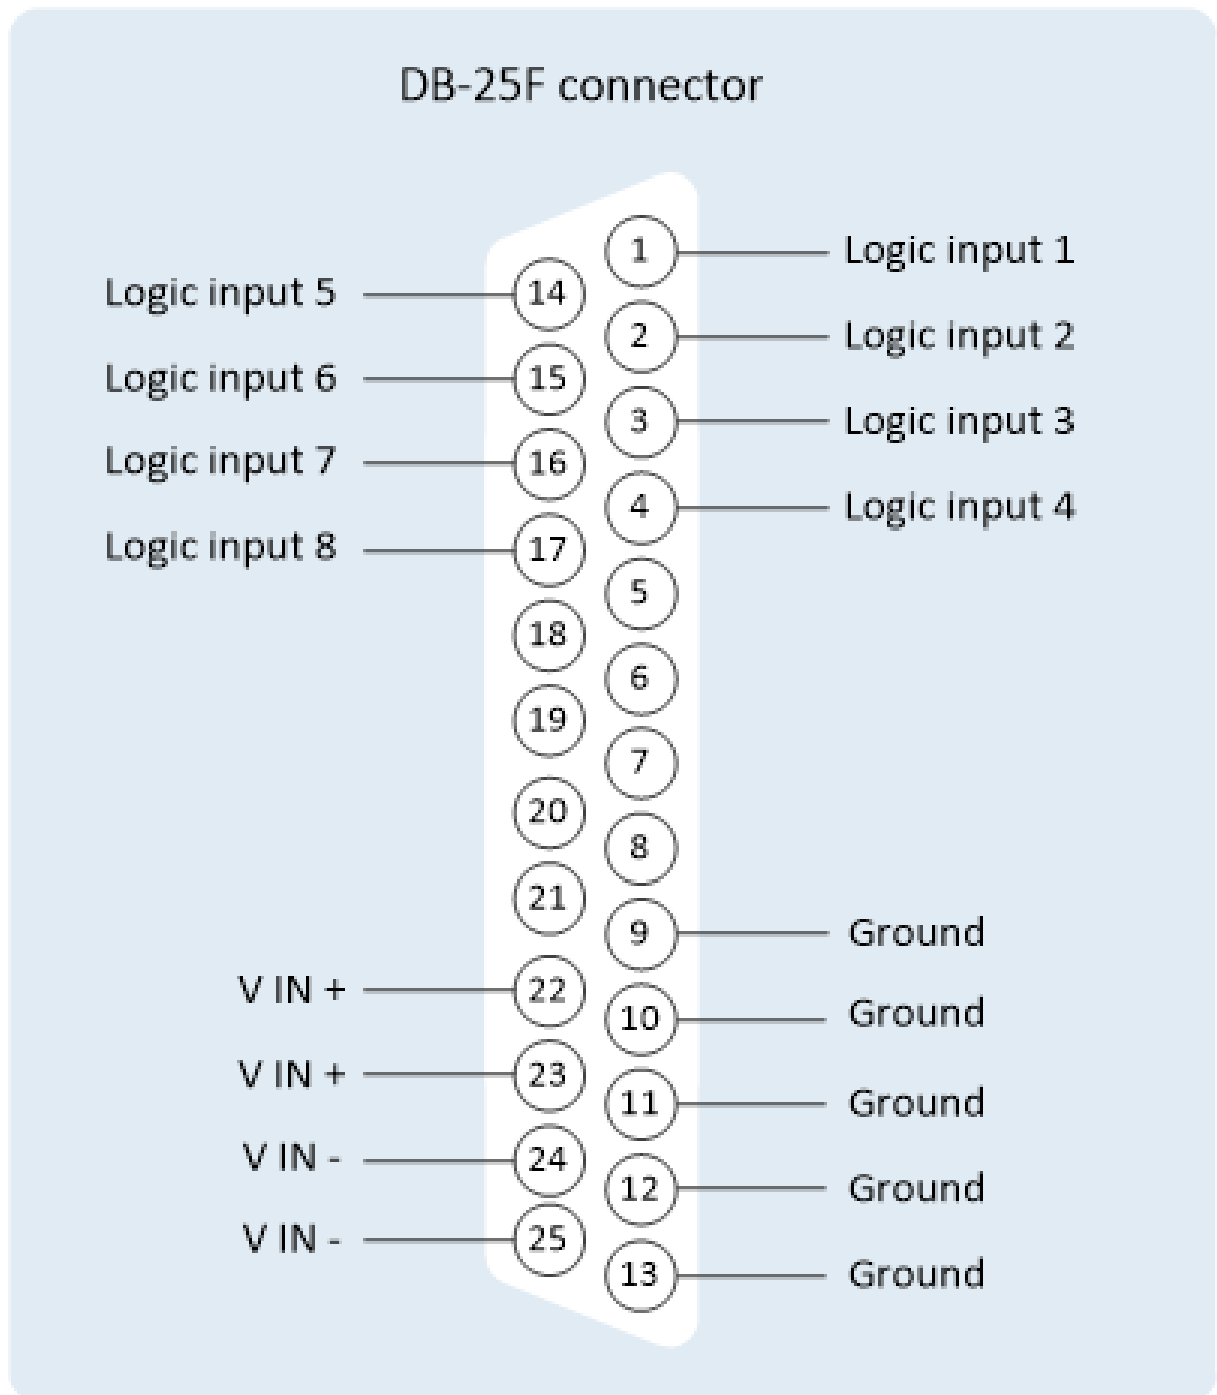 DB-25F connector
1 Logic input 1
Logic input 5 14
2 Logic input 2
Logic input 6 15
3 Logic input 3
Logic input 7 16
4 Logic input 4
Logic input 8 17
5
18
6
19
7
20
8
21
9 Ground
V IN + 22
10 Ground
V IN + 23
11 Ground
V IN - 24
12 Ground
V IN - 25
13 Ground